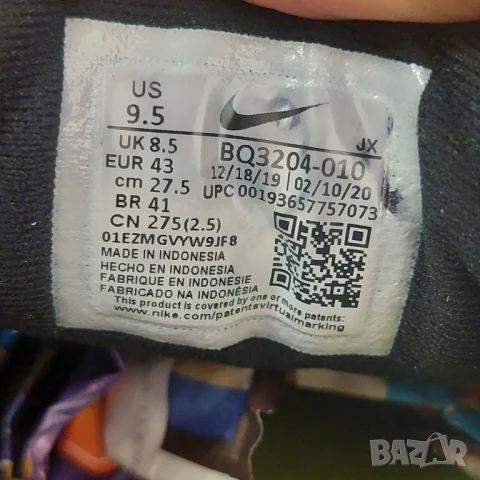 US
9.5
JX
UK 8.5
EUR 43
cm 27.5
BR 41
CN 275(2.5)
BQ3204-010
12/18/19 02/10/20
UPC 00193657757073
01EZMGVYW9JF8
MADE IN INDONESIA
HECHO EN INDONESIA
FABRIQUE EN INDONESIE
FABRICADO NA INDONÉSIA
This product is covered by one or more patents:
www.nike.com/patentsvirtualmarking
BAZAR